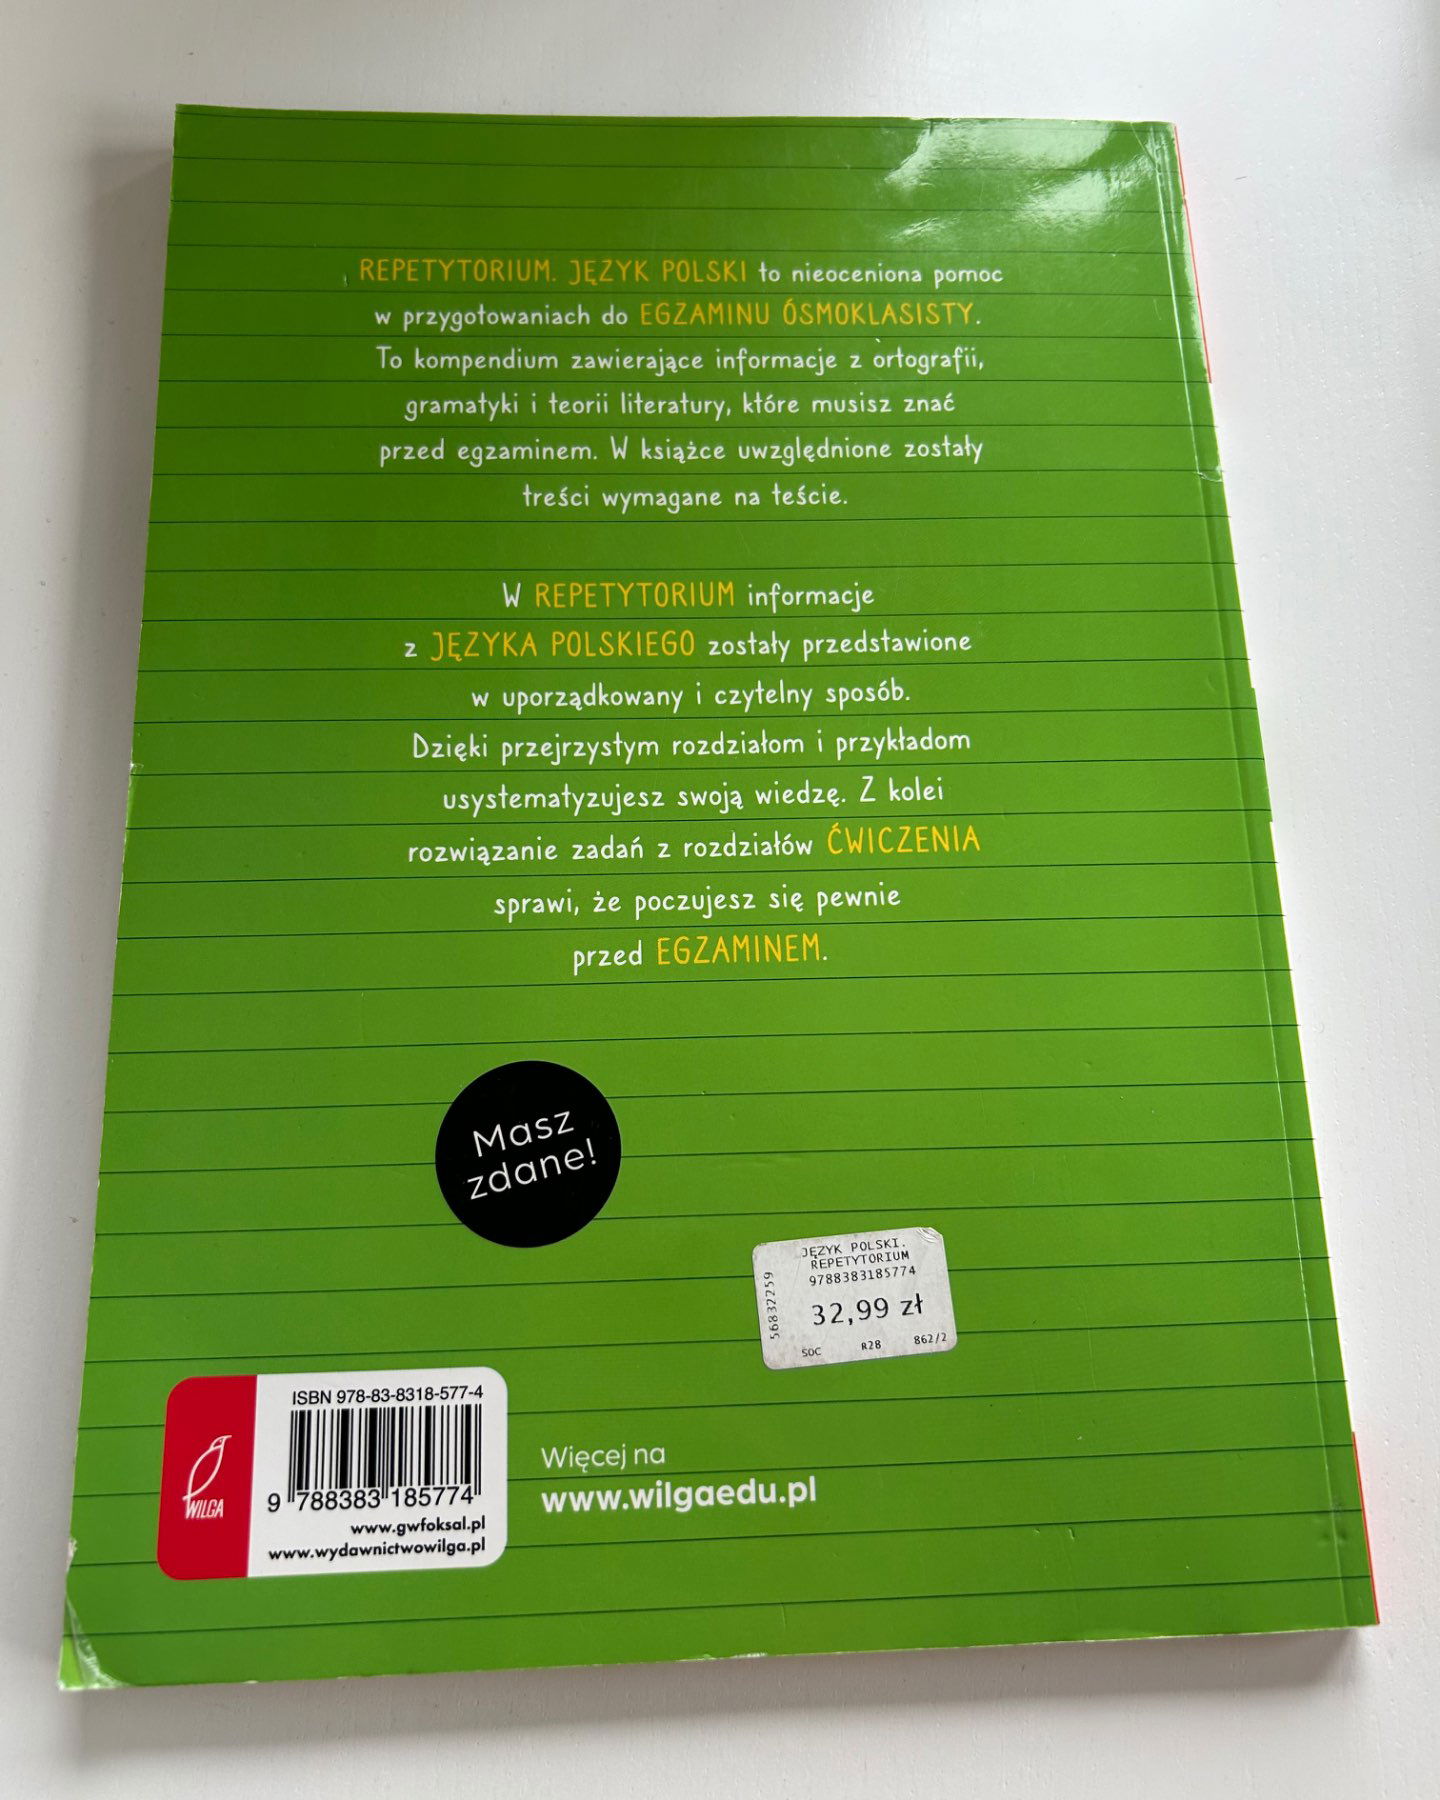 REPETYTORIUM. JĘZYK POLSKI to nieoceniona pomoc
w przygotowaniach do EGZAMINU ÓSMOKLASISTY.
To kompendium zawierające informacje z ortografii,
gramatyki i teorii literatury, które musisz znać
przed egzaminem. W książce uwzględnione zostały
treści wymagane na teście.
W REPETYTORIUM informacje
z JĘZYKA POLSKIEGO zostały przedstawione
w uporządkowany i czytelny sposób.
Dzięki przejrzystym rozdziałom i przykładom
usystematyzujesz swoją wiedzę. Z kolei
rozwiązanie zadań z rozdziałów ĆWICZENIA
sprawi, że poczujesz się pewnie
przed EGZAMINEM.
Masz
zdane!
JĘZYK POLSKI.
REPETYTORIUM
9788383185774
32,99 zł
SOC R28 862/2
56832259
ISBN 978-83-8318-577-4
9 788383 185774
www.gwfoksal.pl
www.wydawnictwowilga.pl
WILGA
Więcej na
www.wilgaedu.pl